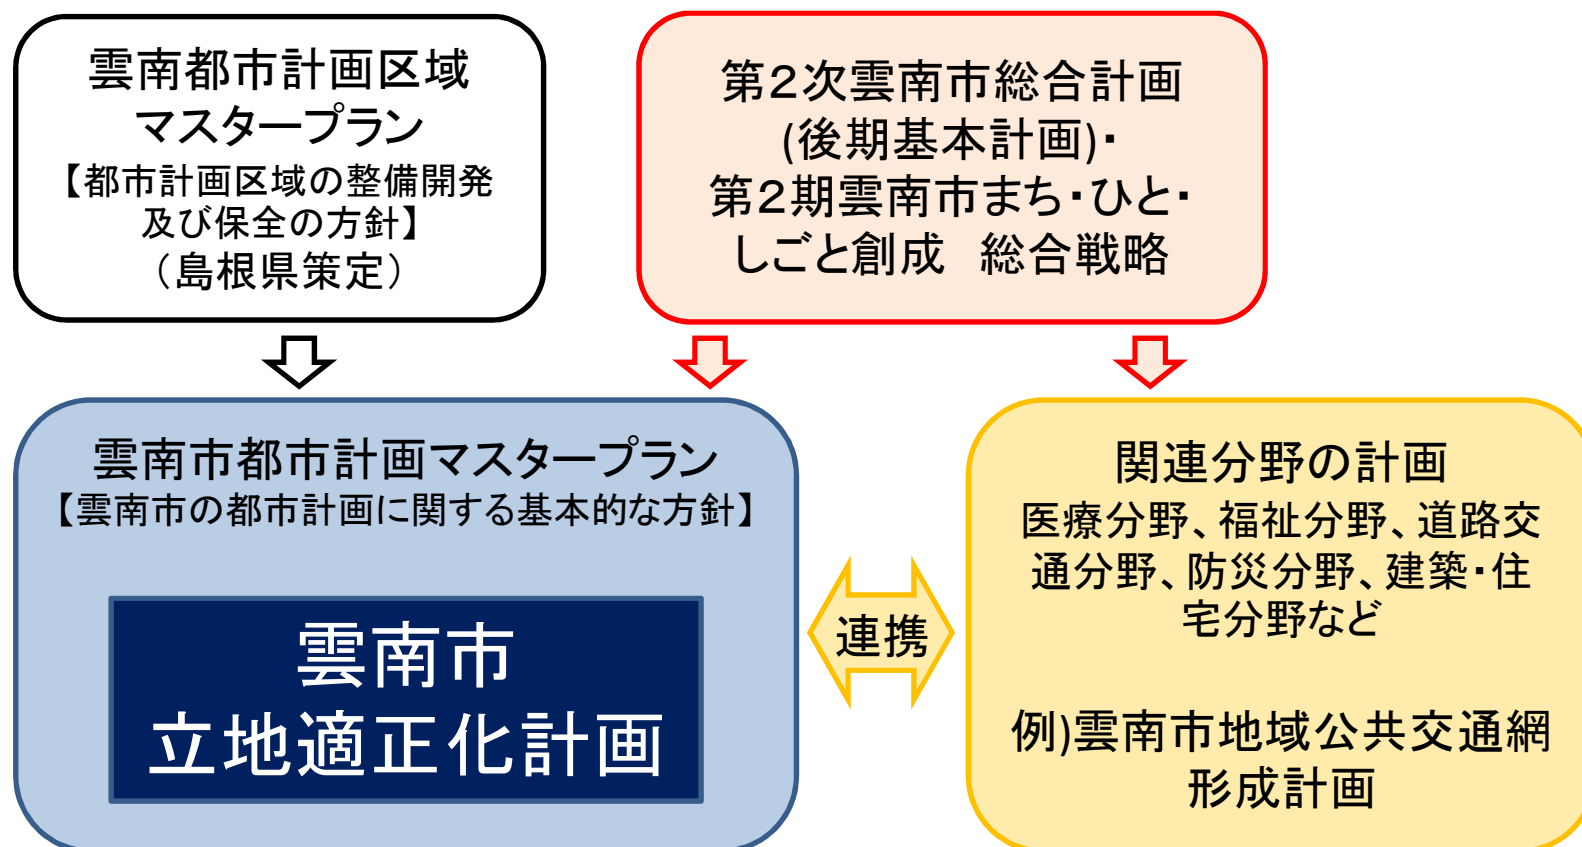 雲南都市計画区域
マスタープラン
【都市計画区域の整備開発
及び保全の方針】
（島根県策定）
第２次雲南市総合計画
(後期基本計画)・
第２期雲南市まち・ひと・
しごと創成　総合戦略
雲南市都市計画マスタープラン
【雲南市の都市計画に関する基本的な方針】
雲南市
立地適正化計画
連携
関連分野の計画
医療分野、福祉分野、道路交
通分野、防災分野、建築・住
宅分野など
例)雲南市地域公共交通網
形成計画